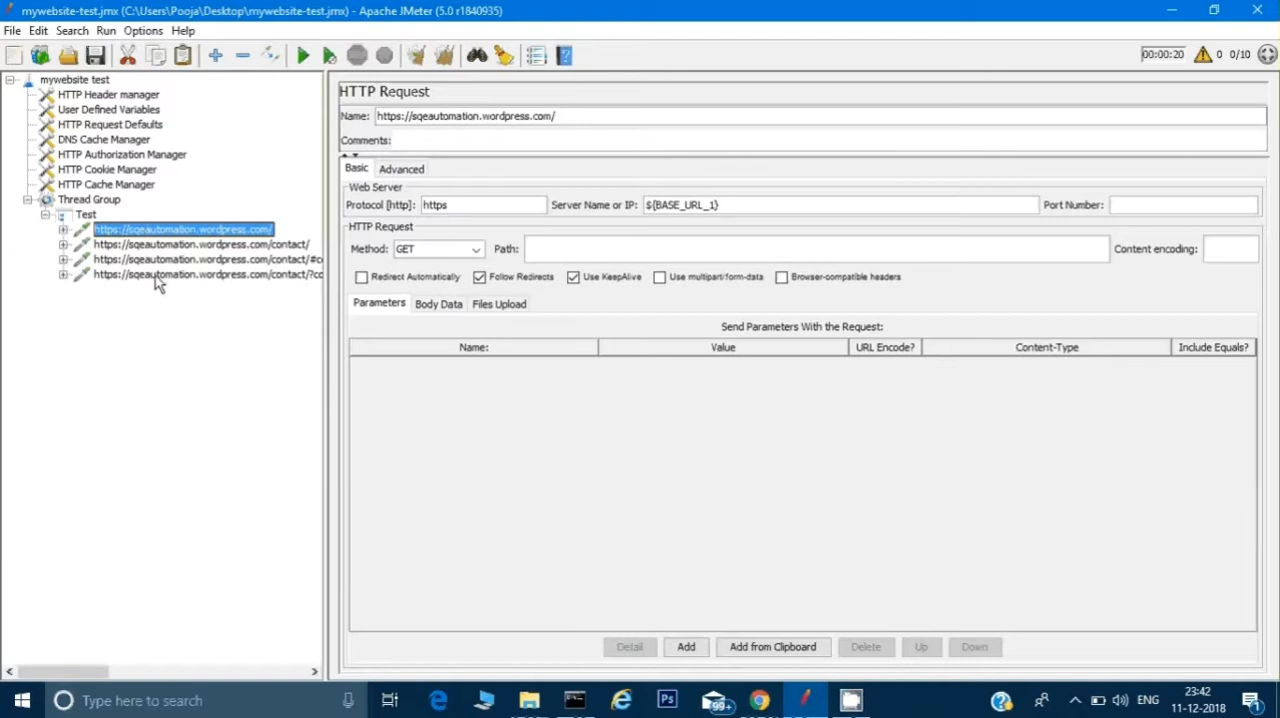 mywebsite-test.jmx (C:\Users\Pooja\Desktop\mywebsite-test.jmx) - Apache JMeter (5.0 r1840935)
File Edit Search Run Options Help
00:00:20 0 0/10
mywebsite test
HTTP Header manager
User Defined Variables
HTTP Request Defaults
DNS Cache Manager
HTTP Authorization Manager
HTTP Cookie Manager
HTTP Cache Manager
Thread Group
Test
https://sqeautomation.wordpress.com/
https://sqeautomation.wordpress.com/contact/
https://sqeautomation.wordpress.com/contact/#c
https://sqeautomation.wordpress.com/contact/?cc
HTTP Request
Name: https://sqeautomation.wordpress.com/
Comments:
Basic Advanced
Web Server
Protocol [http]: https Server Name or IP: ${BASE_URL_1} Port Number:
HTTP Request
Method: GET Path: Content encoding:
Redirect Automatically Follow Redirects Use KeepAlive Use multipart/form-data Browser-compatible headers
Parameters Body Data Files Upload
Send Parameters With the Request:
Name: Value URL Encode? Content-Type Include Equals?
Detail Add Add from Clipboard Delete Up Down
Type here to search
Ps
99+
ENG
23:42
11-12-2018
1